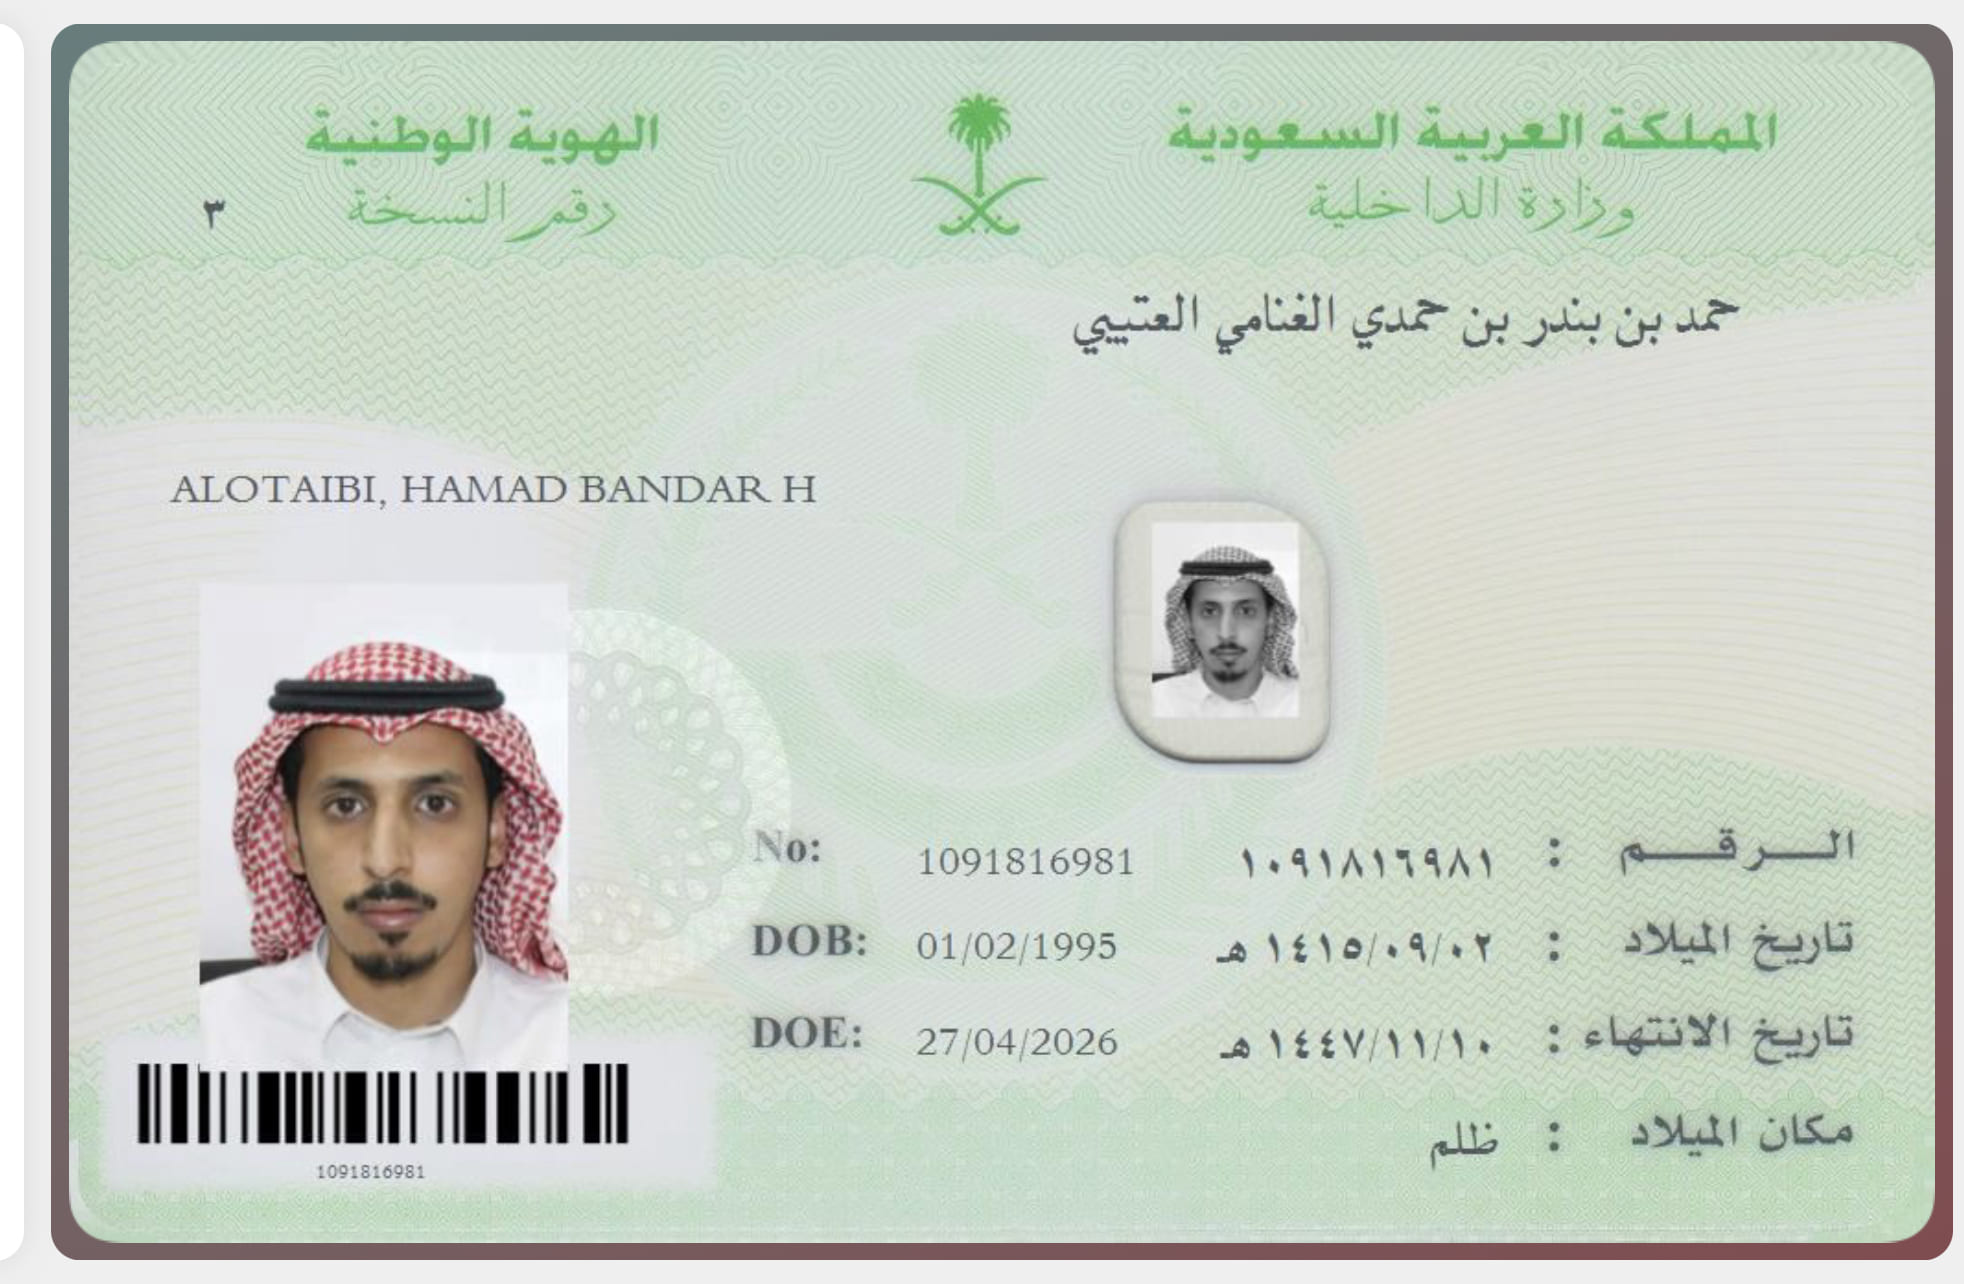 المملكة العربية السعودية
وزارة الداخلية
الهوية الوطنية
رقم النسخة ٣
حمد بن بندر بن حمدي الغنامي العتيبي
ALOTAIBI, HAMAD BANDAR H
No: 1091816981 ١٠٩١٨١٦٩٨١ : الـــرقـــم
DOB: 01/02/1995 ١٤١٥/٠٩/٠٢ هـ : تاريخ الميلاد
DOE: 27/04/2026 ١٤٤٧/١١/١٠ هـ : تاريخ الانتهاء
مكان الميلاد : ظلم
1091816981